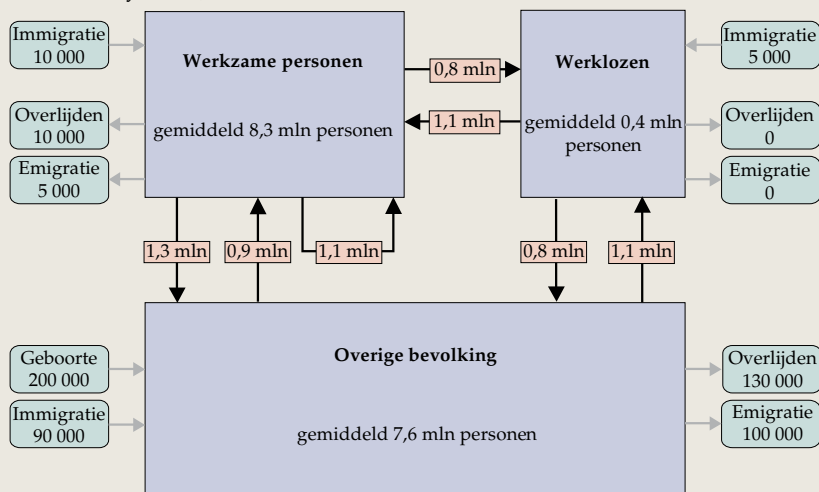 Immigratie
10 000
Overlijden
10 000
Emigratie
5 000
Werkzame personen
gemiddeld 8,3 mln personen
0,8 mln
1,1 mln
Werklozen
gemiddeld 0,4 mln
personen
Immigratie
5 000
Overlijden
0
Emigratie
0
1,3 mln
0,9 mln
1,1 mln
0,8 mln
1,1 mln
Geboorte
200 000
Immigratie
90 000
Overige bevolking
gemiddeld 7,6 mln personen
Overlijden
130 000
Emigratie
100 000